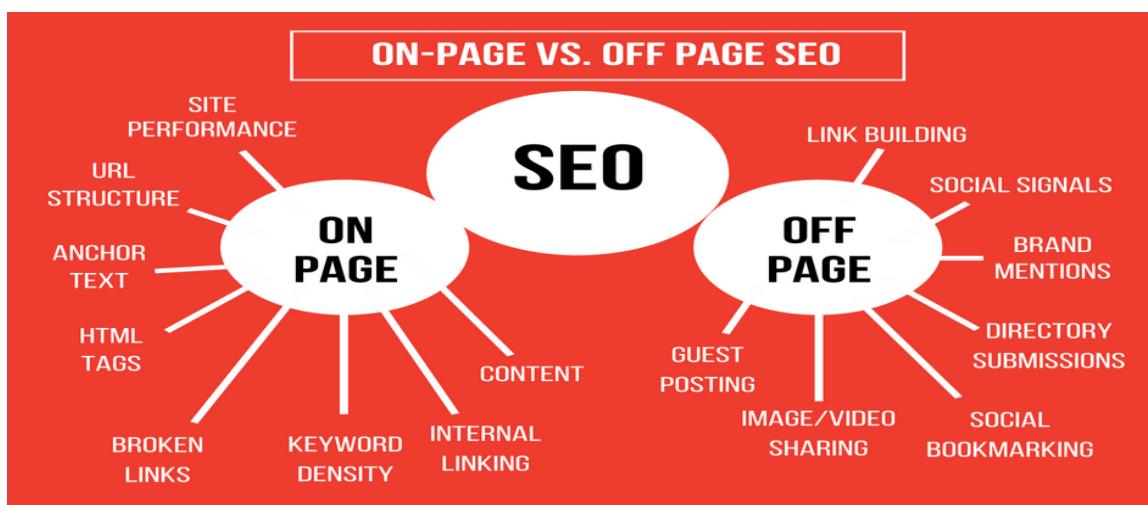 ON-PAGE VS. OFF PAGE SEO
SEO
ON
PAGE
SITE
PERFORMANCE
URL
STRUCTURE
ANCHOR
TEXT
HTML
TAGS
BROKEN
LINKS
KEYWORD
DENSITY
INTERNAL
LINKING
CONTENT
OFF
PAGE
LINK BUILDING
SOCIAL SIGNALS
BRAND
MENTIONS
DIRECTORY
SUBMISSIONS
SOCIAL
BOOKMARKING
IMAGE/VIDEO
SHARING
GUEST
POSTING